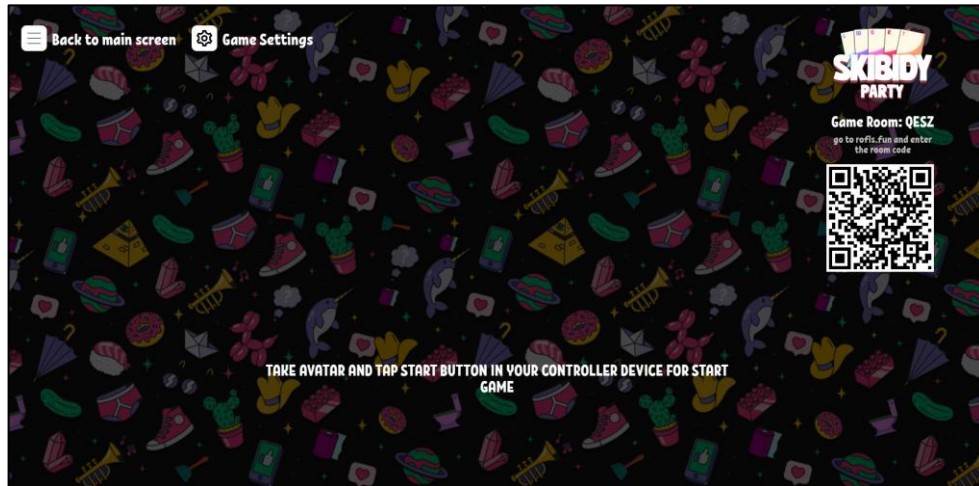 Back to main screen
Game Settings
SKIBIDY
PARTY
Game Room: QESZ
go to rofls.fun and enter
the room code
TAKE AVATAR AND TAP START BUTTON IN YOUR CONTROLLER DEVICE FOR START
GAME